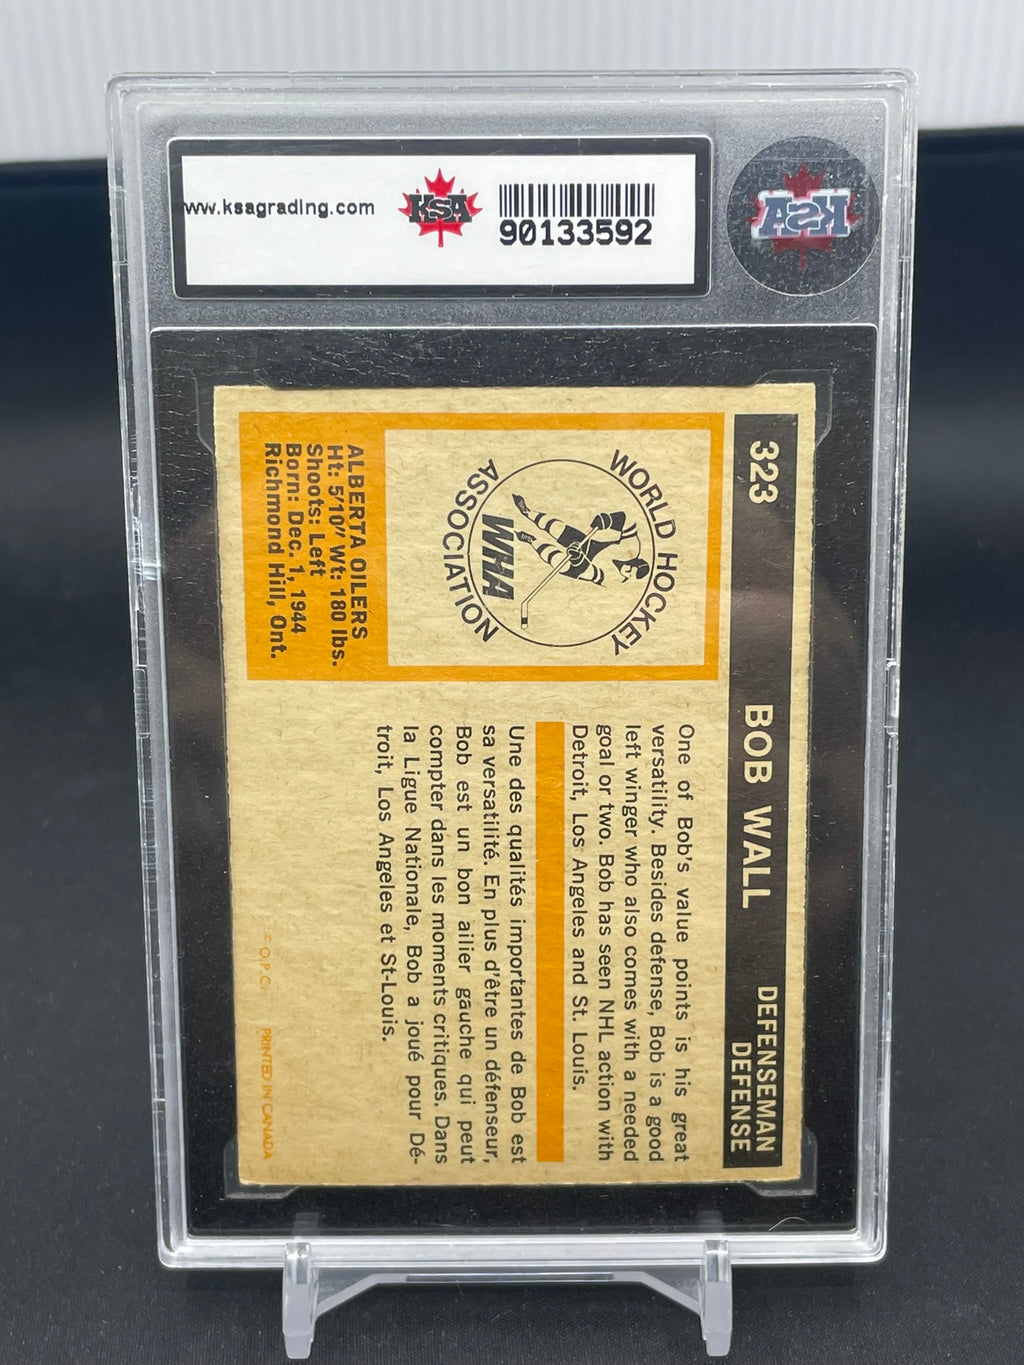 www.ksagrading.com
KSA
90133592
KSA
323
BOB WALL
DEFENSEMAN
DEFENSE
WORLD HOCKEY
ASSOCIATION
WHA
ALBERTA OILERS
Ht: 5'10" Wt: 180 lbs.
Shoots: Left
Born: Dec. 1, 1944
Richmond Hill, Ont.
One of Bob's value points is his great
versatility. Besides defense, Bob is a good
left winger who also comes with a needed
goal or two. Bob has seen NHL action with
Detroit, Los Angeles and St. Louis.
Une des qualités importantes de Bob est
sa versatilité. En plus d'être un défenseur,
Bob est un bon ailier gauche qui peut
compter dans les moments critiques. Dans
la Ligue Nationale, Bob a joué pour Dé-
troit, Los Angeles et St-Louis.
© O.P.C. PRINTED IN CANADA